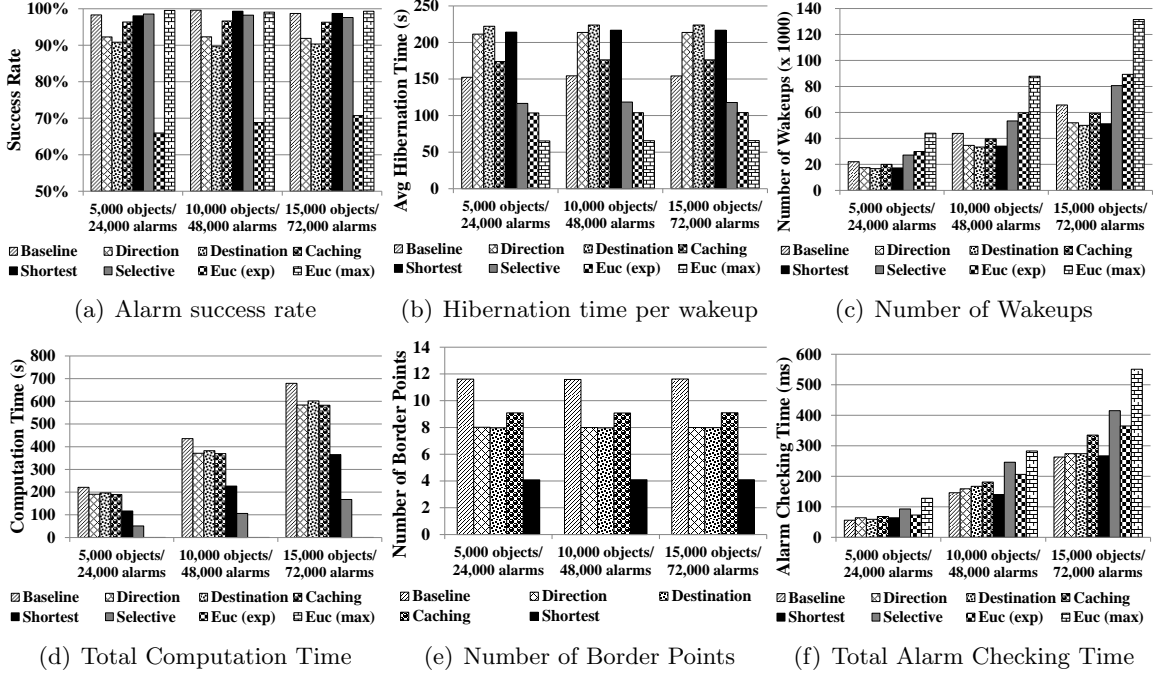 100%
90%
80%
70%
60%
50%
Success Rate
5,000 objects/ 10,000 objects/ 15,000 objects/
24,000 alarms 48,000 alarms 72,000 alarms
Baseline Direction Destination Caching
Shortest Selective Euc (exp) Euc (max)
(a) Alarm success rate
250
200
150
100
50
0
Avg Hibernation Time (s)
5,000 objects/ 10,000 objects/ 15,000 objects/
24,000 alarms 48,000 alarms 72,000 alarms
Baseline Direction Destination Caching
Shortest Selective Euc (exp) Euc (max)
(b) Hibernation time per wakeup
140
120
100
80
60
40
20
0
Number of Wakeups (x 1000)
5,000 objects/ 10,000 objects/ 15,000 objects/
24,000 alarms 48,000 alarms 72,000 alarms
Baseline Direction Destination Caching
Shortest Selective Euc (exp) Euc (max)
(c) Number of Wakeups
800
700
600
500
400
300
200
100
0
Computation Time (s)
5,000 objects/ 10,000 objects/ 15,000 objects/
24,000 alarms 48,000 alarms 72,000 alarms
Baseline Direction Destination Caching
Shortest Selective Euc (exp) Euc (max)
(d) Total Computation Time
14
12
10
8
6
4
2
0
Number of Border Points
5,000 objects/ 10,000 objects/ 15,000 objects/
24,000 alarms 48,000 alarms 72,000 alarms
Baseline Direction Destination
Caching Shortest
(e) Number of Border Points
600
500
400
300
200
100
0
Alarm Checking Time (ms)
5,000 objects/ 10,000 objects/ 15,000 objects/
24,000 alarms 48,000 alarms 72,000 alarms
Baseline Direction Destination Caching
Shortest Selective Euc (exp) Euc (max)
(f) Total Alarm Checking Time